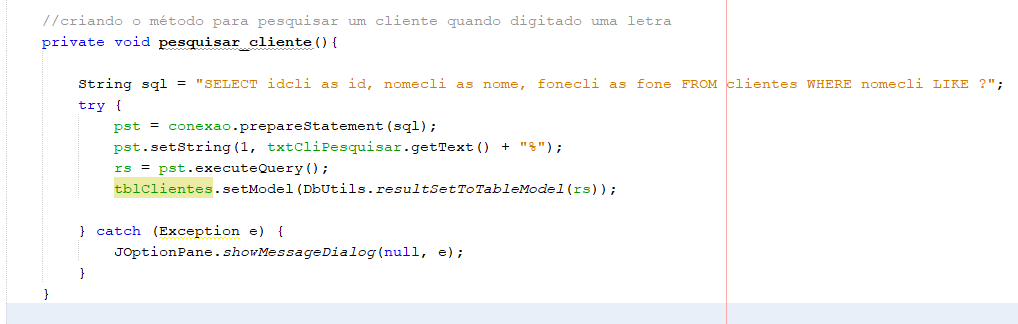 //criando o método para pesquisar um cliente quando digitado uma letra
private void pesquisar_cliente(){
String sql = "SELECT idcli as id, nomecli as nome, fonecli as fone FROM clientes WHERE nomecli LIKE ?";
try {
pst = conexao.prepareStatement(sql);
pst.setString(1, txtCliPesquisar.getText() + "%");
rs = pst.executeQuery();
tblClientes.setModel(DbUtils.resultSetToTableModel(rs));
} catch (Exception e) {
JOptionPane.showMessageDialog(null, e);
}
}